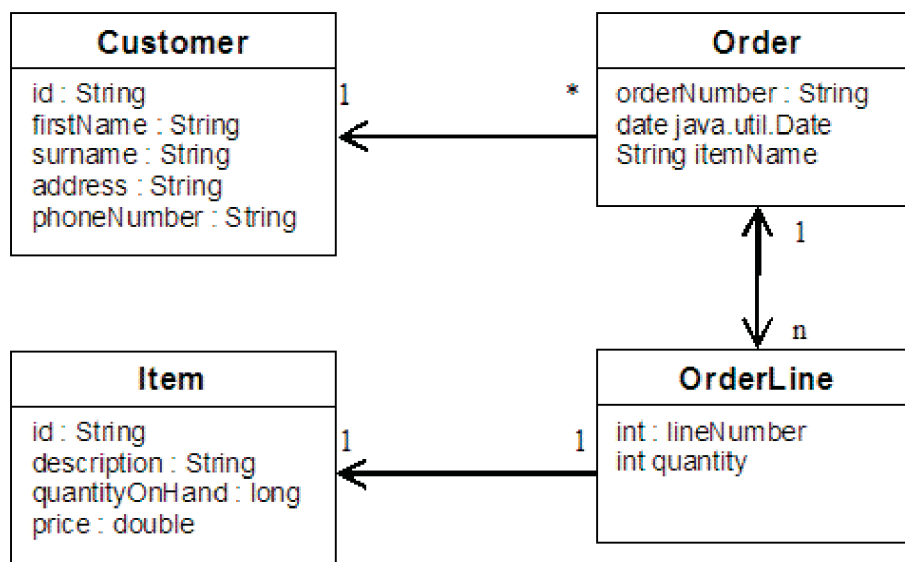 Customer
id : String
firstName : String
surname : String
address : String
phoneNumber : String
1
*
Order
orderNumber : String
date java.util.Date
String itemName
1
n
Item
id : String
description : String
quantityOnHand : long
price : double
1
1
OrderLine
int : lineNumber
int quantity